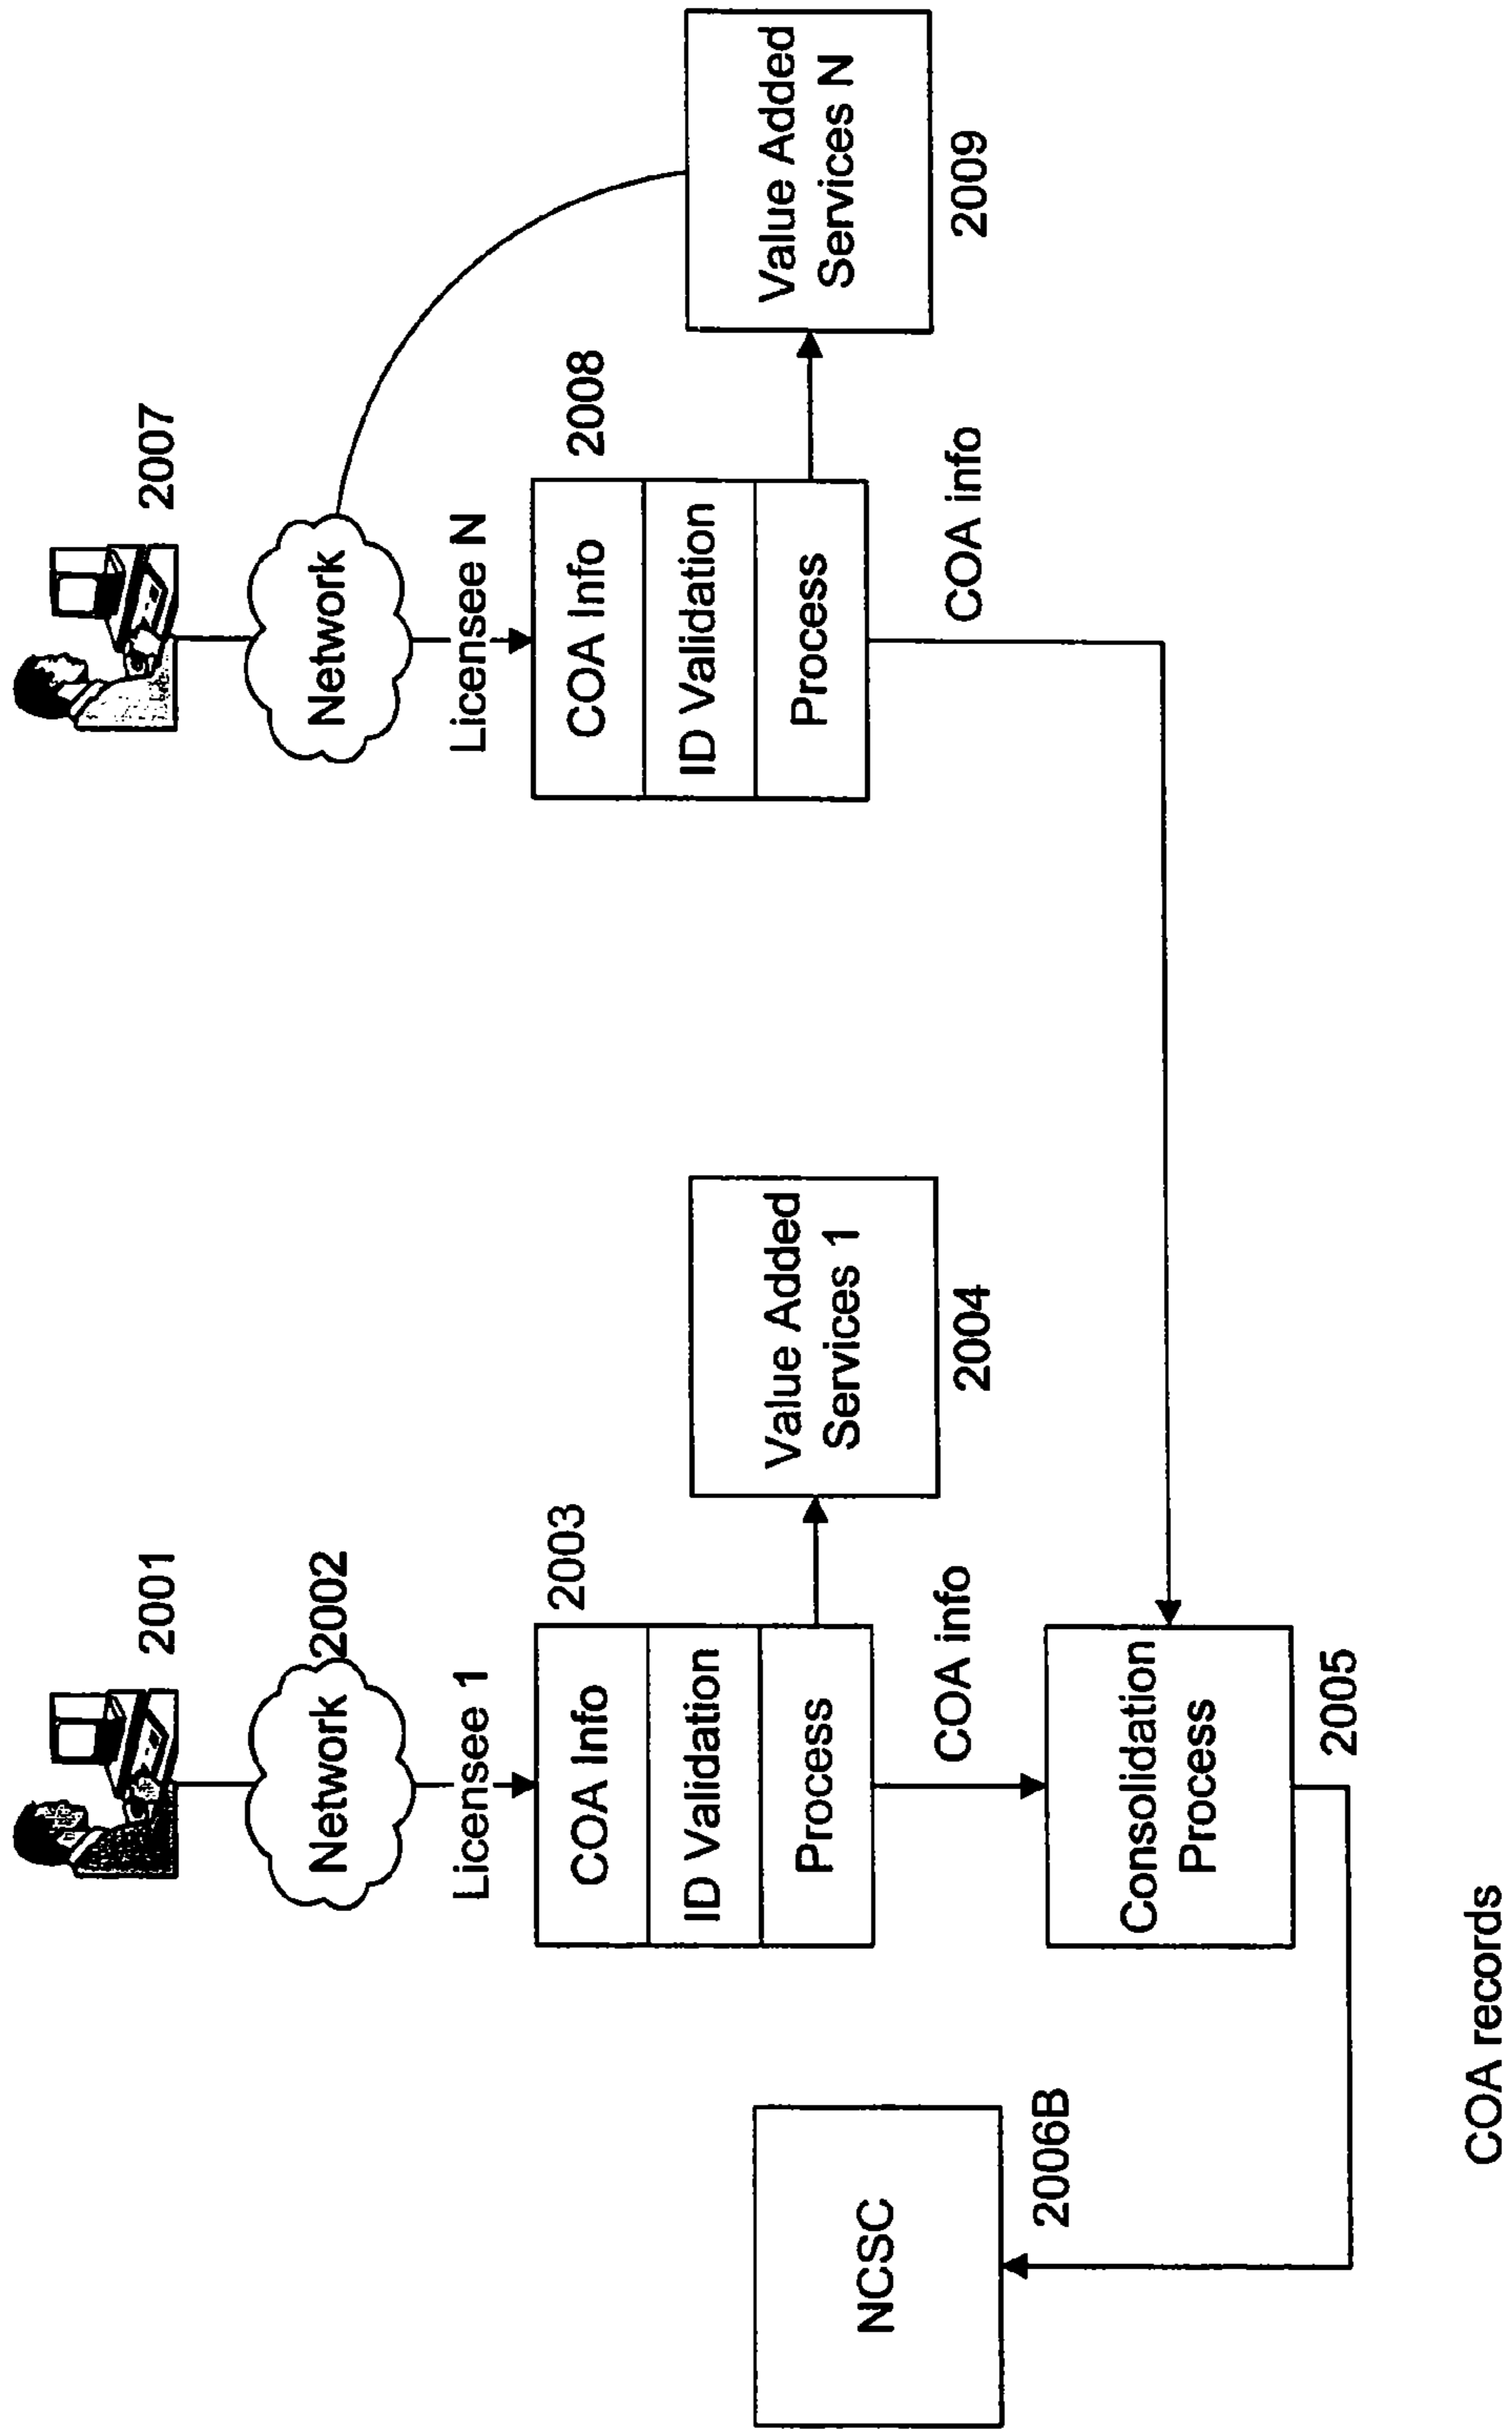 2001
Network
2002
Licensee 1
2003
COA Info
ID Validation
Process
Value Added
Services 1
2004
COA info
Consolidation
Process
2005
NCSC
2006B
COA records
2007
Network
Licensee N
2008
COA Info
ID Validation
Process
Value Added
Services N
2009
COA info